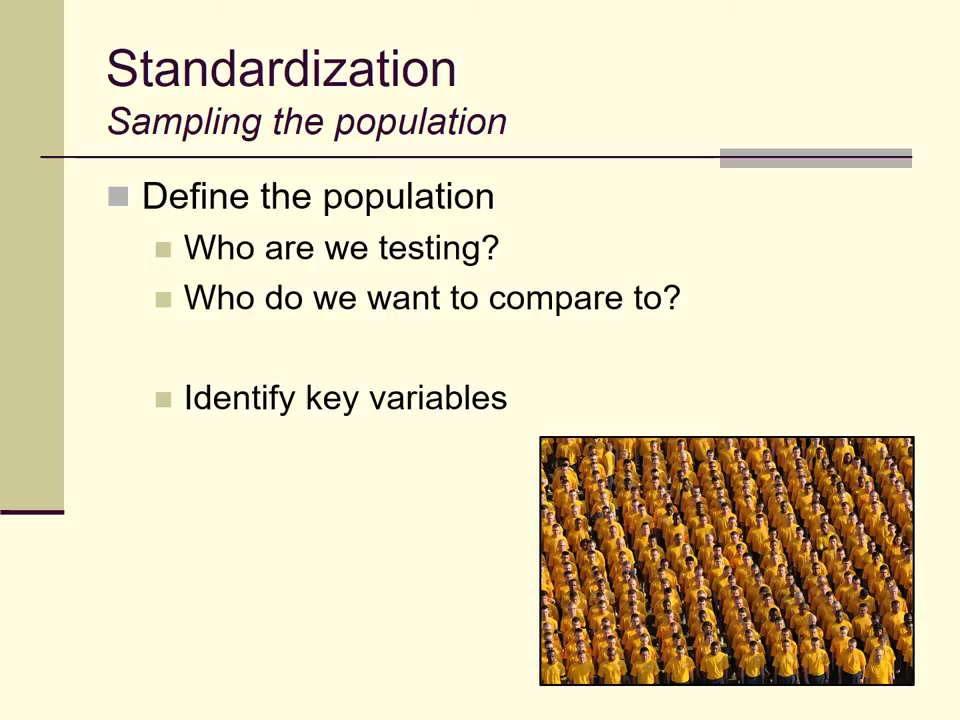 Standardization
Sampling the population
Define the population
Who are we testing?
Who do we want to compare to?
Identify key variables